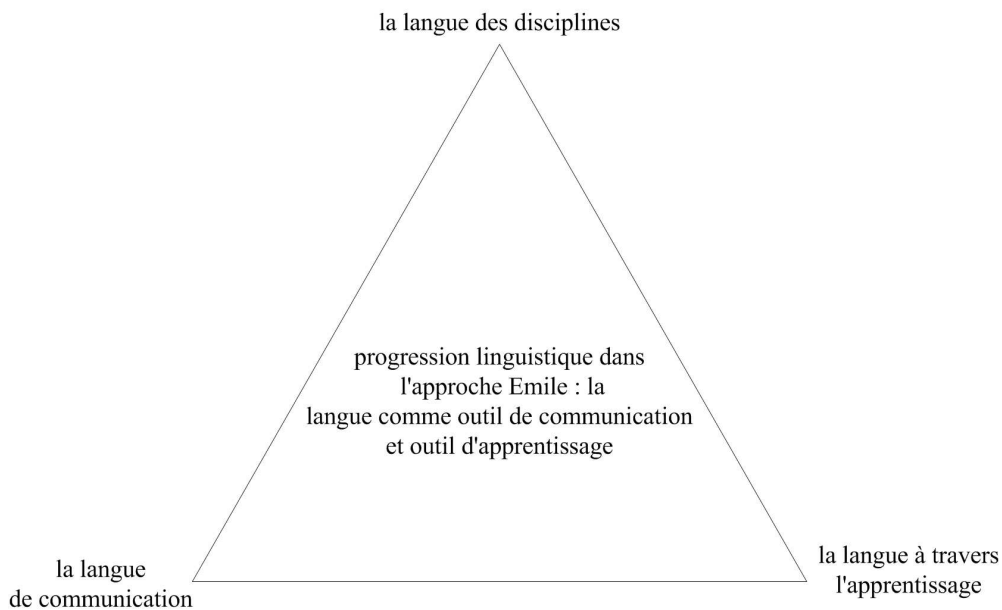 la langue des disciplines
progression linguistique dans
l'approche Emile : la
langue comme outil de communication
et outil d'apprentissage
la langue
de communication
la langue à travers
l'apprentissage